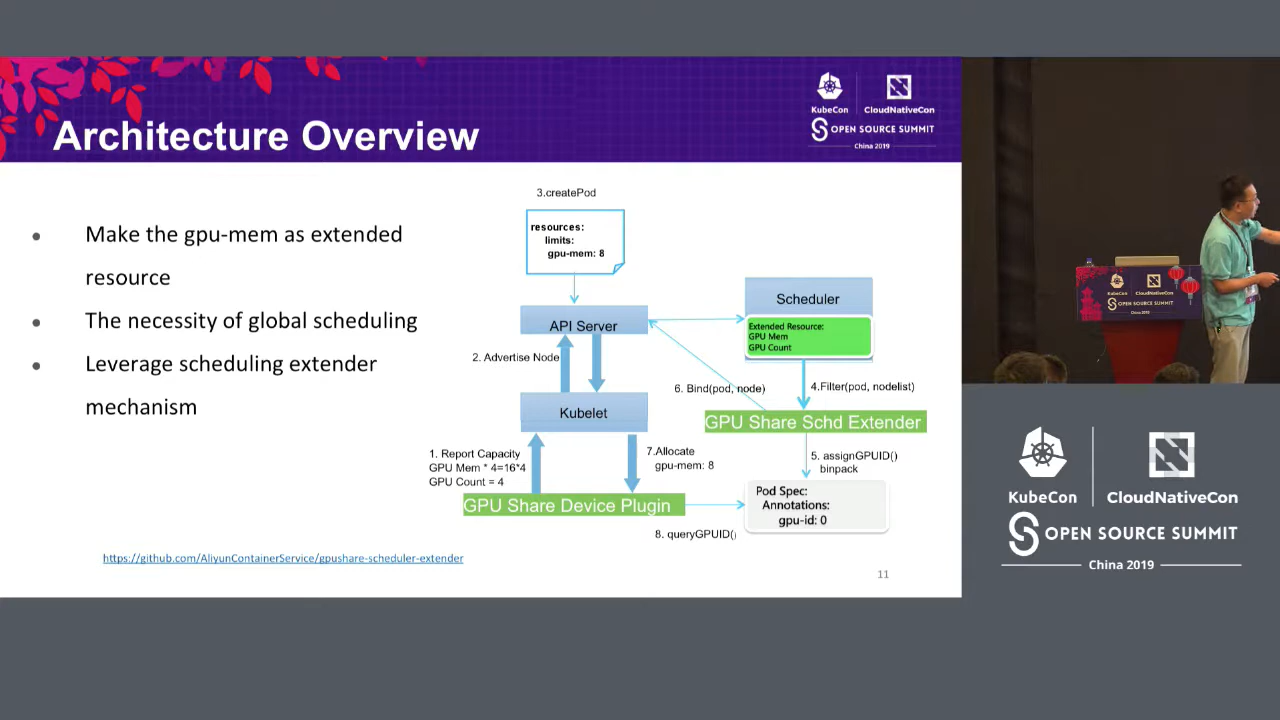 Architecture Overview
KubeCon
CloudNativeCon
OPEN SOURCE SUMMIT
China 2019
Make the gpu-mem as extended
resource
The necessity of global scheduling
Leverage scheduling extender
mechanism
3.createPod
resources:
limits:
gpu-mem: 8
API Server
Scheduler
Extended Resource:
GPU Mem
GPU Count
2. Advertise Node
6. Bind(pod, node)
4.Filter(pod, nodelist)
Kubelet
GPU Share Schd Extender
1. Report Capacity
GPU Mem * 4=16*4
GPU Count = 4
7.Allocate
gpu-mem: 8
5. assignGPUID()
binpack
GPU Share Device Plugin
Pod Spec:
Annotations:
gpu-id: 0
8. queryGPUID()
https://github.com/AliyunContainerService/gpushare-scheduler-extender
11
KubeCon
CloudNativeCon
OPEN SOURCE SUMMIT
KubeCon
CloudNativeCon
OPEN SOURCE SUMMIT
China 2019